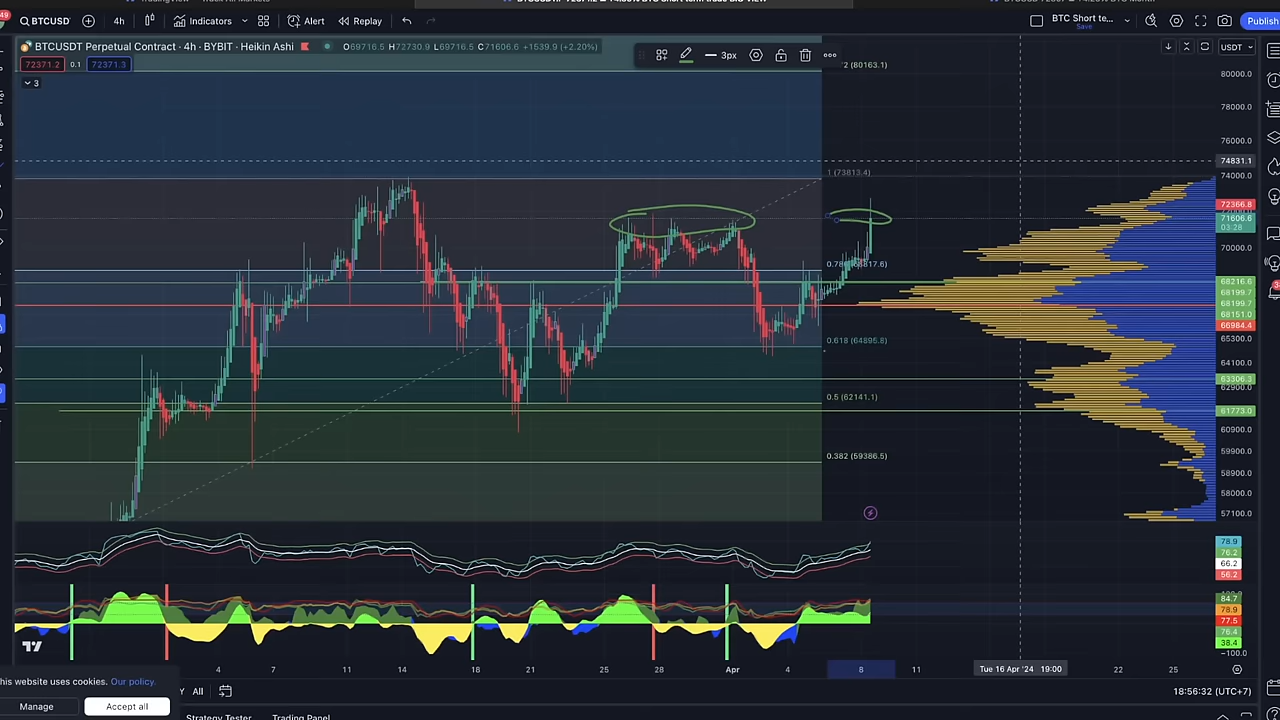 BTCUSD
4h
Indicators
Alert
Replay
BTC Short te...
Save
Publish
BTCUSDT Perpetual Contract · 4h · BYBIT · Heikin Ashi
O69716.5 H72730.9 L69716.5 C71606.6 +1539.9 (+2.20%)
72371.2 0.1 72371.3
3
3px
USDT
2 (80163.1)
1 (73813.4)
0.618 (64895.8)
0.5 (62141.1)
0.382 (59386.5)
80000.0
78000.0
76000.0
74831.1
74000.0
72366.8
71606.6
03:28
70000.0
68216.6
68199.7
68199.7
68151.0
66984.4
65300.0
64100.0
63306.3
62900.0
61773.0
60900.0
59900.0
58900.0
58000.0
57100.0
78.9
76.2
66.2
56.2
84.7
78.9
77.5
76.4
38.4
−100.0
4 7 11 14 18 21 25 28 Apr 4 8 11 Tue 16 Apr '24 19:00 22 25
his website uses cookies. Our policy.
Manage
Accept all
Y All
18:56:32 (UTC+7)
Strategy Tester Trading Panel